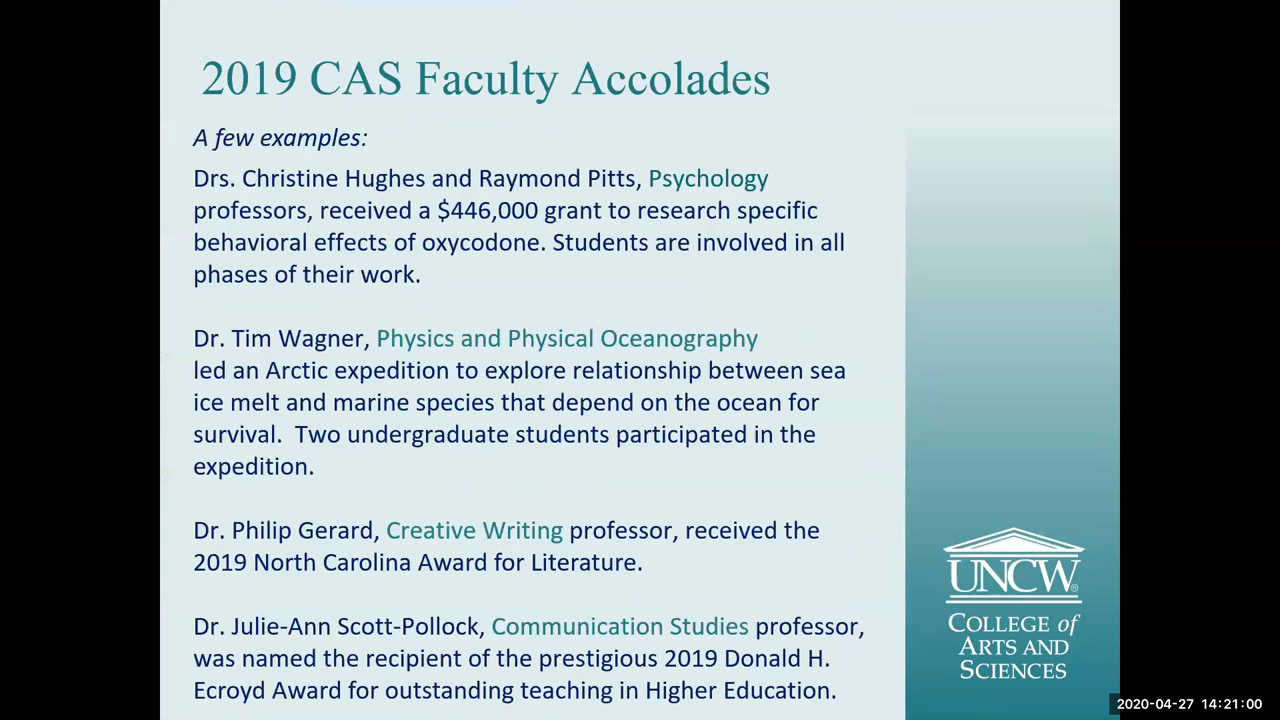 2019 CAS Faculty Accolades
A few examples:
Drs. Christine Hughes and Raymond Pitts, Psychology
professors, received a $446,000 grant to research specific
behavioral effects of oxycodone. Students are involved in all
phases of their work.
Dr. Tim Wagner, Physics and Physical Oceanography
led an Arctic expedition to explore relationship between sea
ice melt and marine species that depend on the ocean for
survival.  Two undergraduate students participated in the
expedition.
Dr. Philip Gerard, Creative Writing professor, received the
2019 North Carolina Award for Literature.
Dr. Julie-Ann Scott-Pollock, Communication Studies professor,
was named the recipient of the prestigious 2019 Donald H.
Ecroyd Award for outstanding teaching in Higher Education.
UNCW®
COLLEGE of
ARTS AND
SCIENCES
2020-04-27 14:21:00